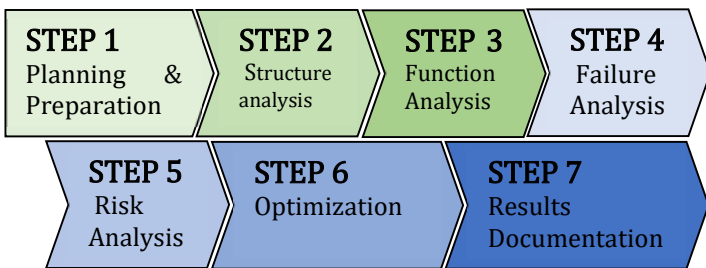 STEP 1
Planning &
Preparation
STEP 2
Structure
analysis
STEP 3
Function
Analysis
STEP 4
Failure
Analysis
STEP 5
Risk
Analysis
STEP 6
Optimization
STEP 7
Results
Documentation